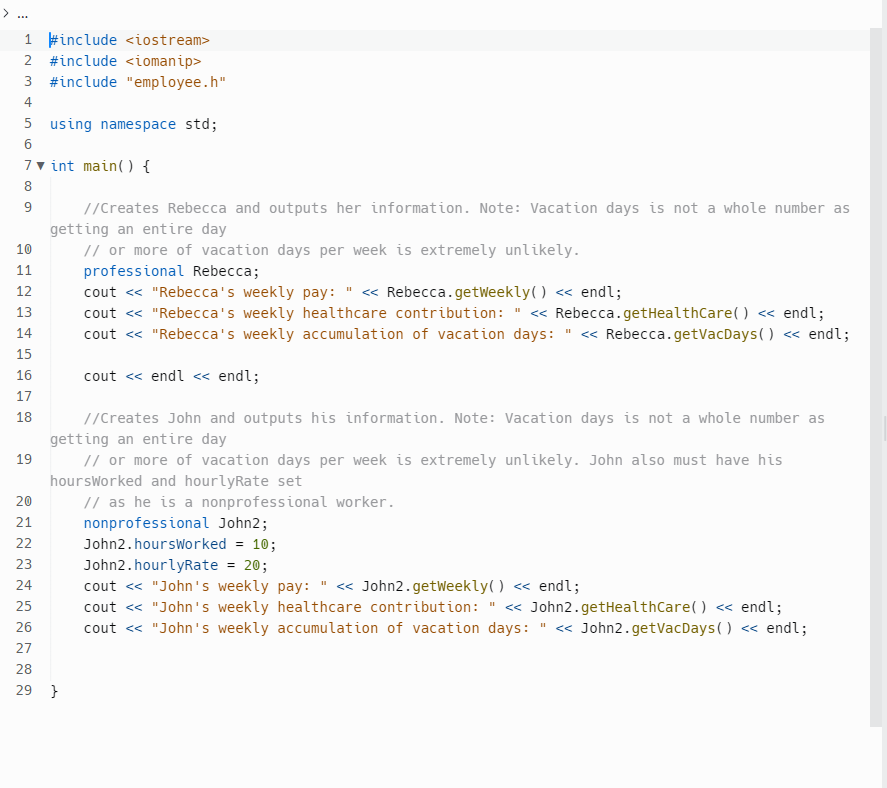 > ...
1 #include <iostream>
2 #include <iomanip>
3 #include "employee.h"
4
5 using namespace std;
6
7 ▼ int main() {
8
9     //Creates Rebecca and outputs her information. Note: Vacation days is not a whole number as
getting an entire day
10     // or more of vacation days per week is extremely unlikely.
11     professional Rebecca;
12     cout << "Rebecca's weekly pay: " << Rebecca.getWeekly() << endl;
13     cout << "Rebecca's weekly healthcare contribution: " << Rebecca.getHealthCare() << endl;
14     cout << "Rebecca's weekly accumulation of vacation days: " << Rebecca.getVacDays() << endl;
15
16     cout << endl << endl;
17
18     //Creates John and outputs his information. Note: Vacation days is not a whole number as
getting an entire day
19     // or more of vacation days per week is extremely unlikely. John also must have his
hoursWorked and hourlyRate set
20     // as he is a nonprofessional worker.
21     nonprofessional John2;
22     John2.hoursWorked = 10;
23     John2.hourlyRate = 20;
24     cout << "John's weekly pay: " << John2.getWeekly() << endl;
25     cout << "John's weekly healthcare contribution: " << John2.getHealthCare() << endl;
26     cout << "John's weekly accumulation of vacation days: " << John2.getVacDays() << endl;
27
28
29 }